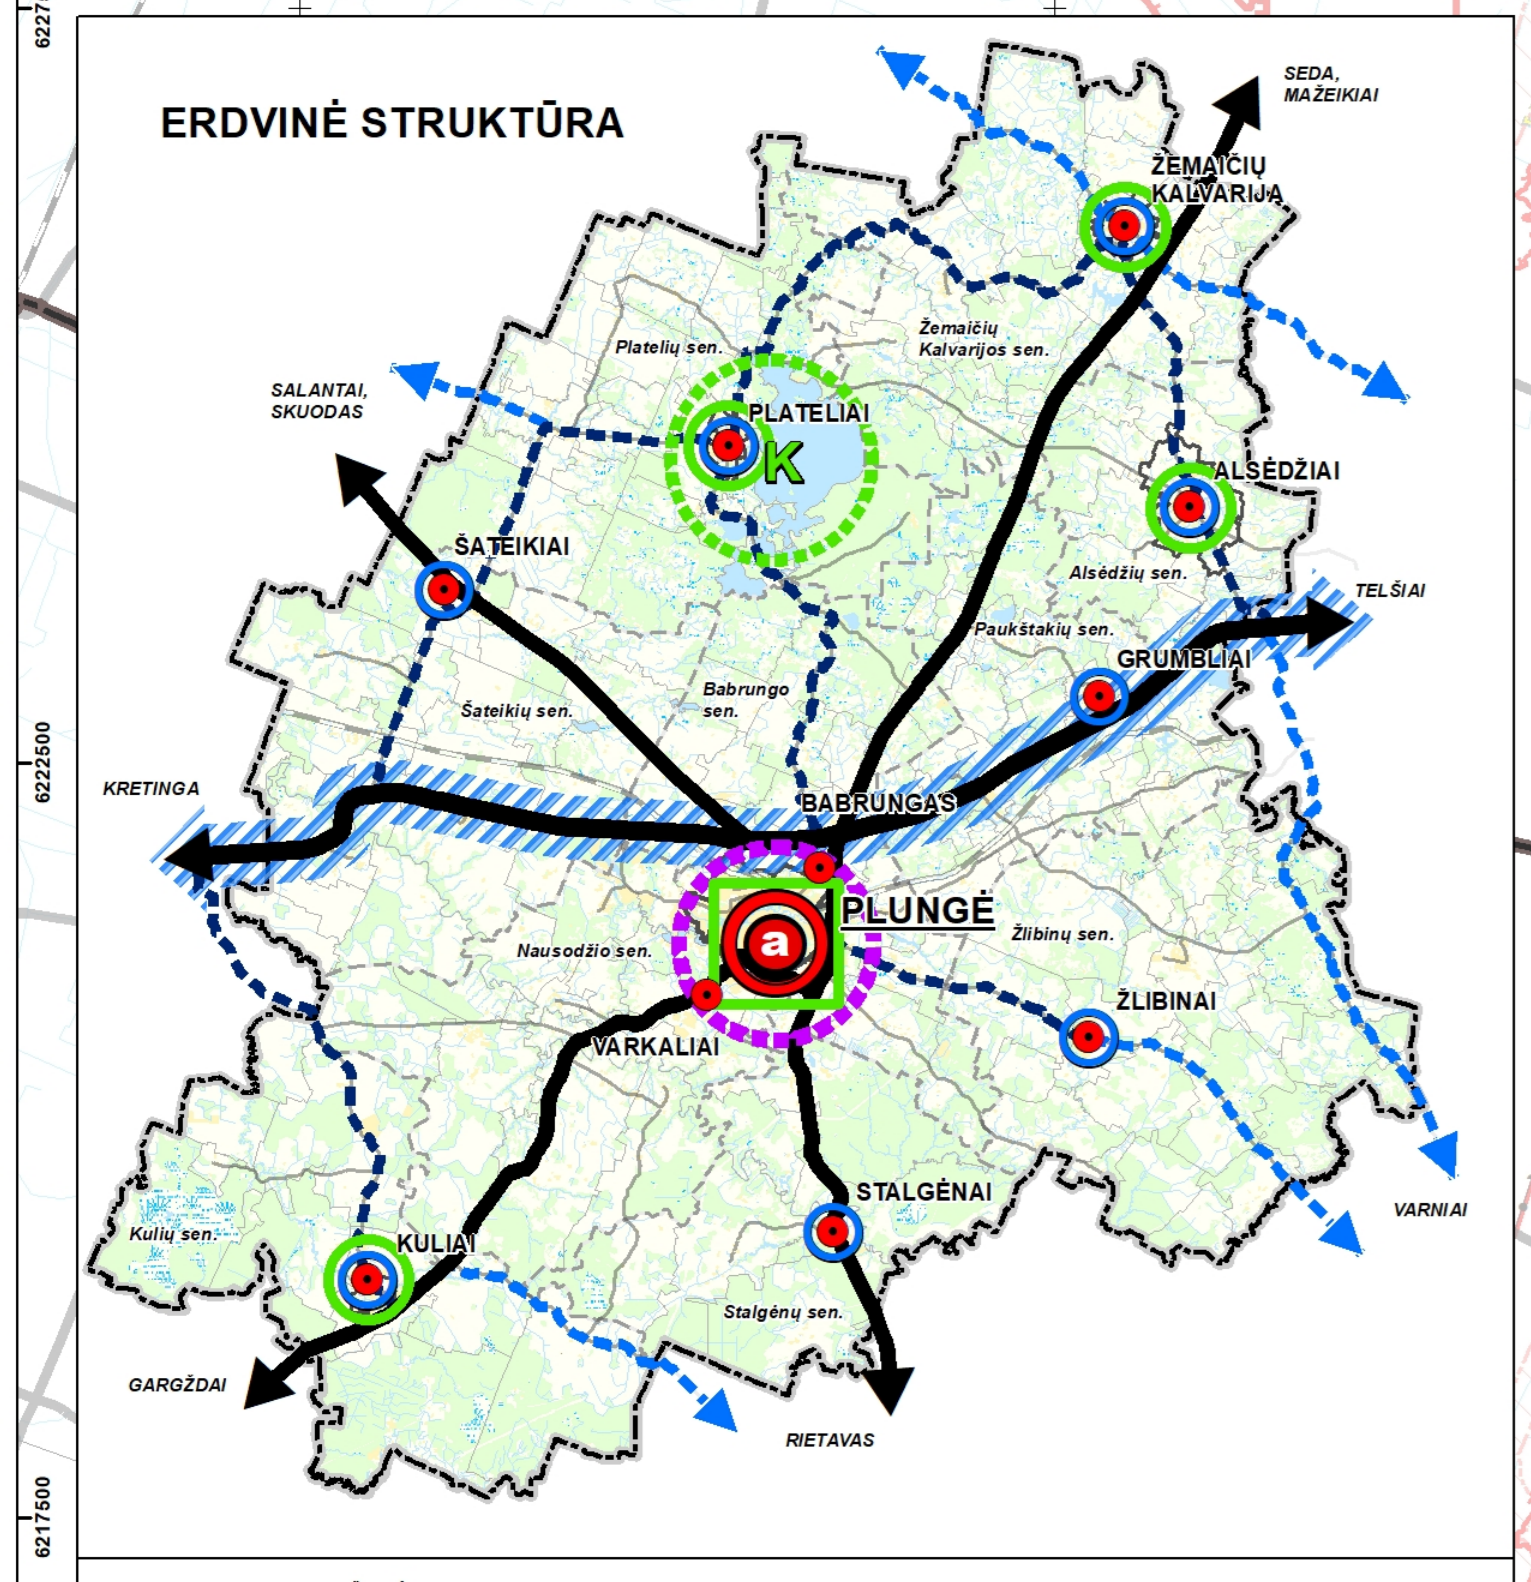 ERDVINĖ STRUKTŪRA
SEDA,
MAŽEIKIAI
ŽEMAIČIŲ
KALVARIJA
Žemaičių
Kalvarijos sen.
Platelių sen.
SALANTAI,
SKUODAS
PLATELIAI
K
ALSĖDŽIAI
ŠATEIKIAI
Alsėdžių sen.
TELŠIAI
Paukštakių sen.
GRUMBLIAI
Babrungo
sen.
Šateikių sen.
6222500
KRETINGA
BABRUNGAS
PLUNGĖ
a
Nausodžio sen.
Žlibinų sen.
ŽLIBINAI
VARKALIAI
STALGĖNAI
VARNIAI
Kulių sen.
KULIAI
Stalgėnų sen.
GARGŽDAI
RIETAVAS
6217500